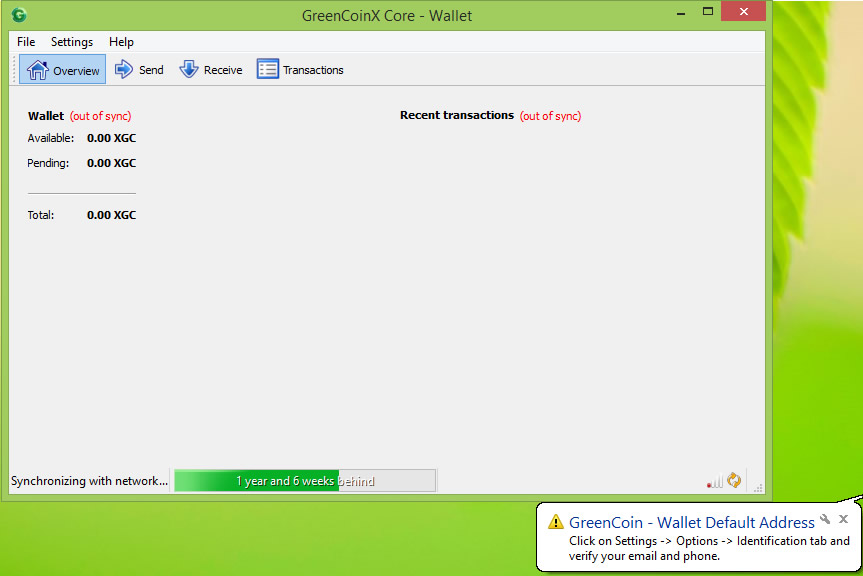 GreenCoinX Core - Wallet
File Settings Help
Overview Send Receive Transactions
Wallet (out of sync) Recent transactions (out of sync)
Available: 0.00 XGC
Pending: 0.00 XGC
Total: 0.00 XGC
Synchronizing with network... 1 year and 6 weeks behind
GreenCoin - Wallet Default Address
Click on Settings -> Options -> Identification tab and
verify your email and phone.